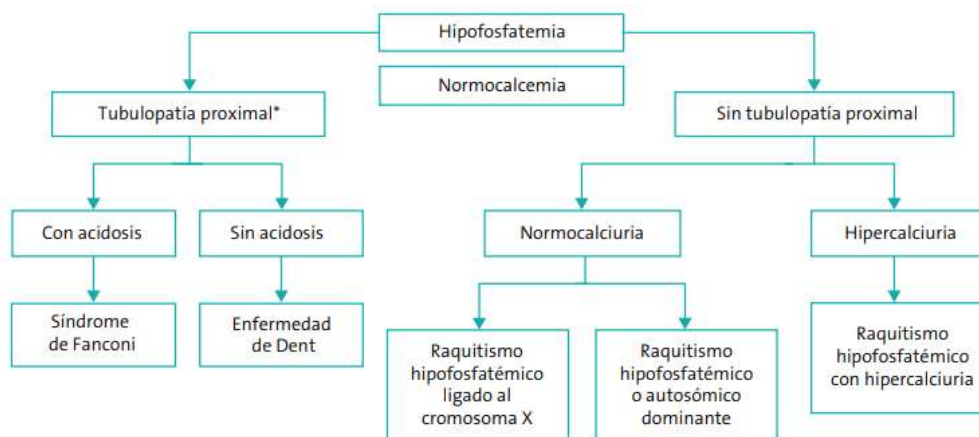 Hipofosfatemia
Normocalcemia
Tubulopatía proximal*
Sin tubulopatía proximal
Con acidosis
Sin acidosis
Normocalciuria
Hipercalciuria
Síndrome
de Fanconi
Enfermedad
de Dent
Raquitismo
hipofosfatémico
ligado al
cromosoma X
Raquitismo
hipofosfatémico
o autosómico
dominante
Raquitismo
hipofosfatémico
con hipercalciuria